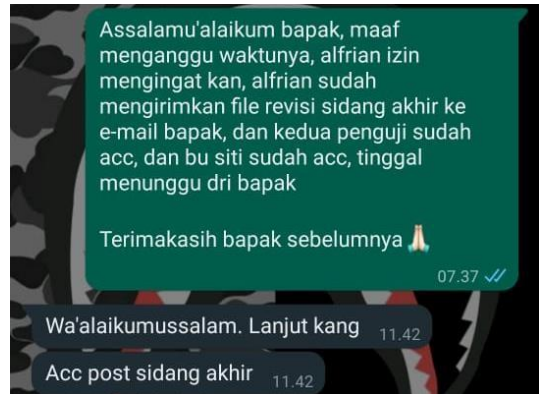 Assalamu'alaikum bapak, maaf
menganggu waktunya, alfrian izin
mengingat kan, alfrian sudah
mengirimkan file revisi sidang akhir ke
e-mail bapak, dan kedua penguji sudah
acc, dan bu siti sudah acc, tinggal
menunggu dri bapak
Terimakasih bapak sebelumnya 🙏🏻
07.37
Wa'alaikumussalam. Lanjut kang 11.42
Acc post sidang akhir 11.42